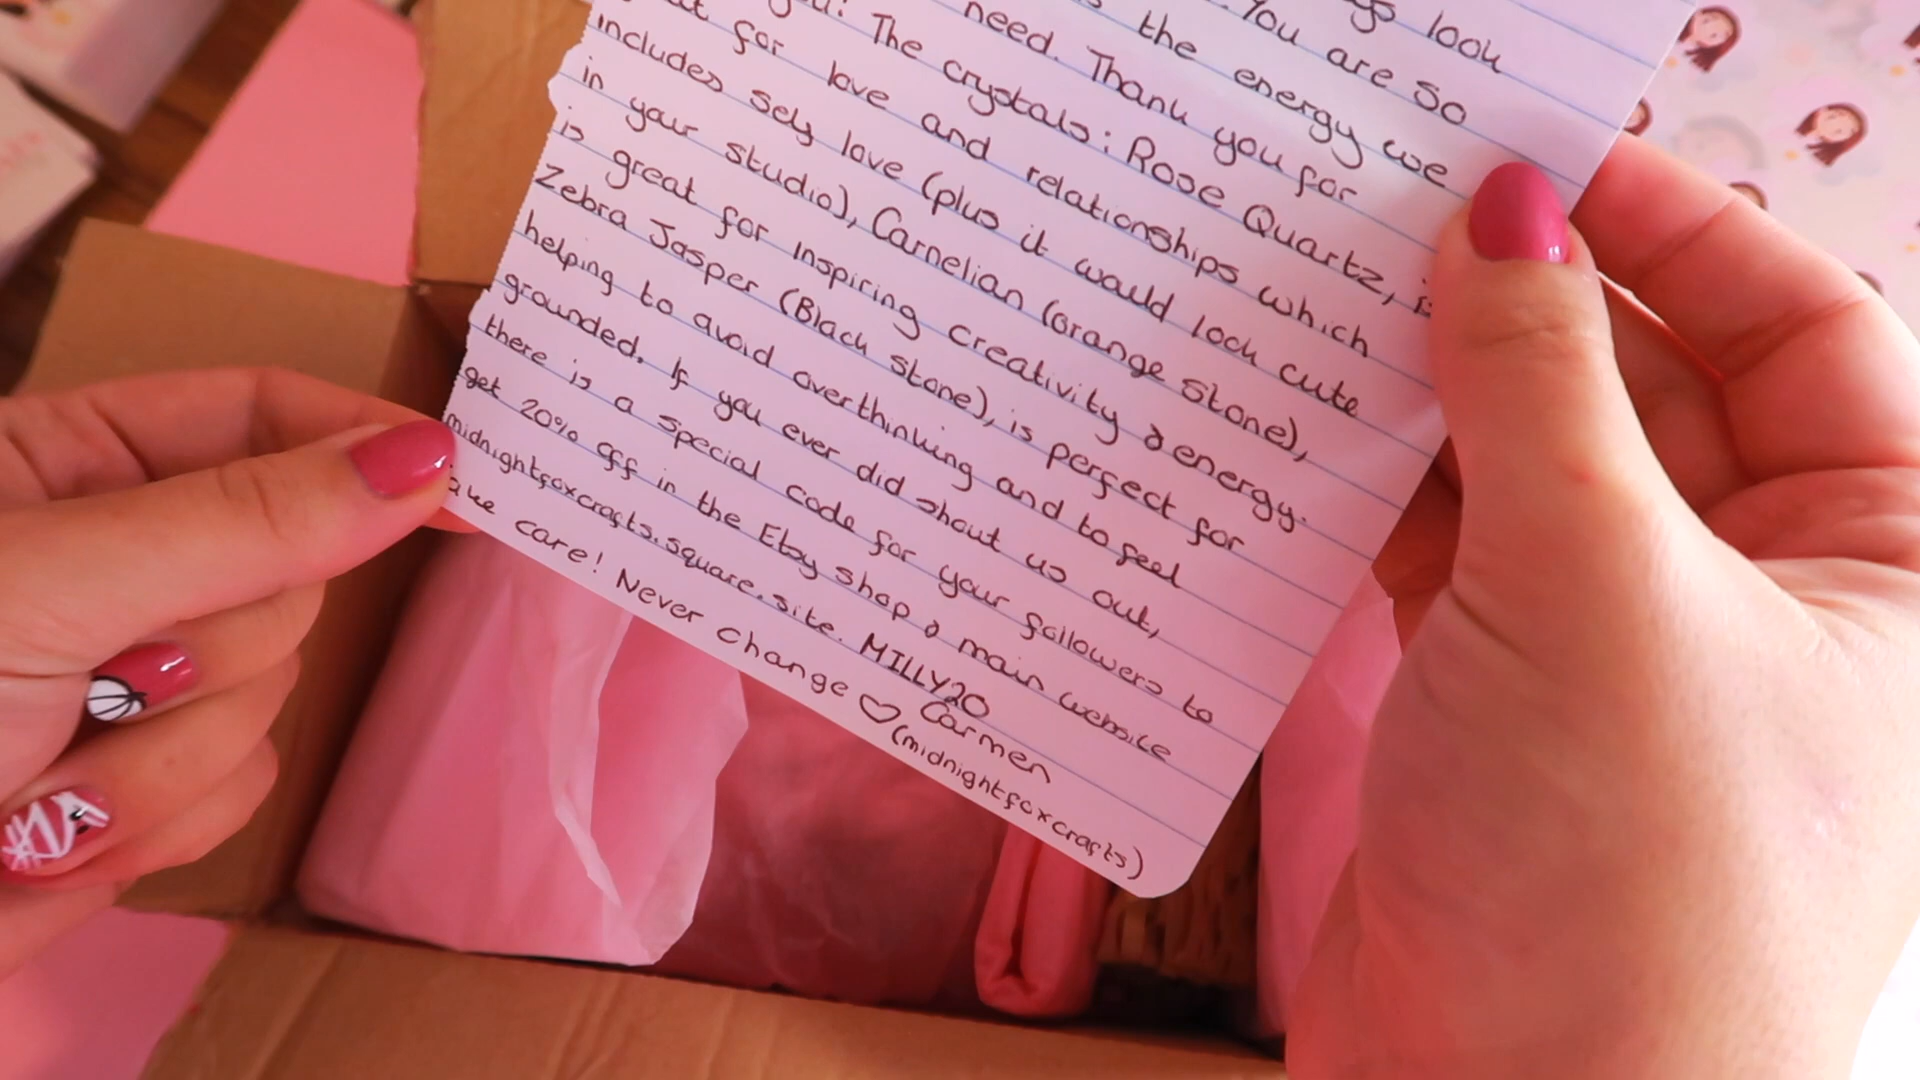 look
You are so
the energy we
need. Thank you for
The crystals: Rose Quartz, is
for love and relationships which
includes self love (plus it would look cute
in your studio), Carnelian (orange stone),
is great for inspiring creativity & energy.
Zebra Jasper (Black stone), is perfect for
helping to avoid overthinking and to feel
grounded. If you ever did shout us out,
there is a special code for your followers to
get 20% off in the Etsy shop & main website
midnightfoxcrafts.square.site. MILLY20
care! Never change ♡ Carmen
(midnightfoxcrafts)